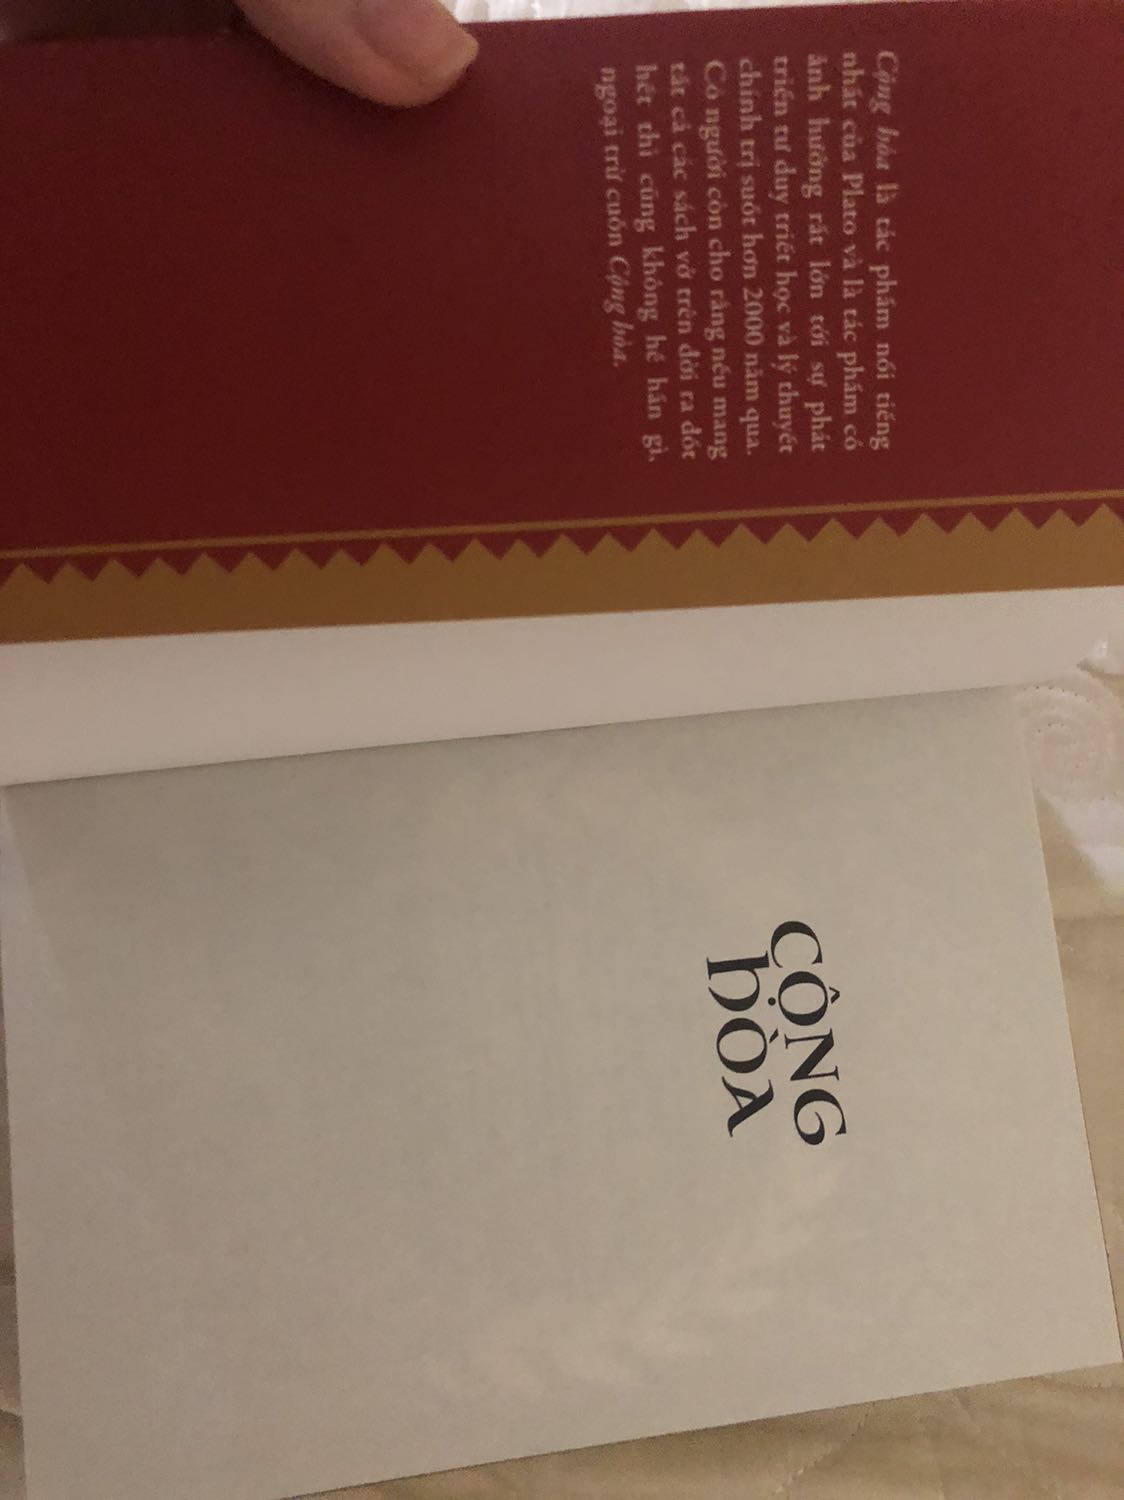 Cộng hòa là tác phẩm nổi tiếng
nhất của Plato và là tác phẩm có
ảnh hưởng rất lớn tới sự phát
triển tư duy triết học và lý thuyết
chính trị suốt hơn 2000 năm qua.
Có người còn cho rằng nếu mang
tất cả các sách vở trên đời ra đốt
hết thì cũng không hề hấn gì,
ngoại trừ cuốn Cộng hòa.
CỘNG
HÒA